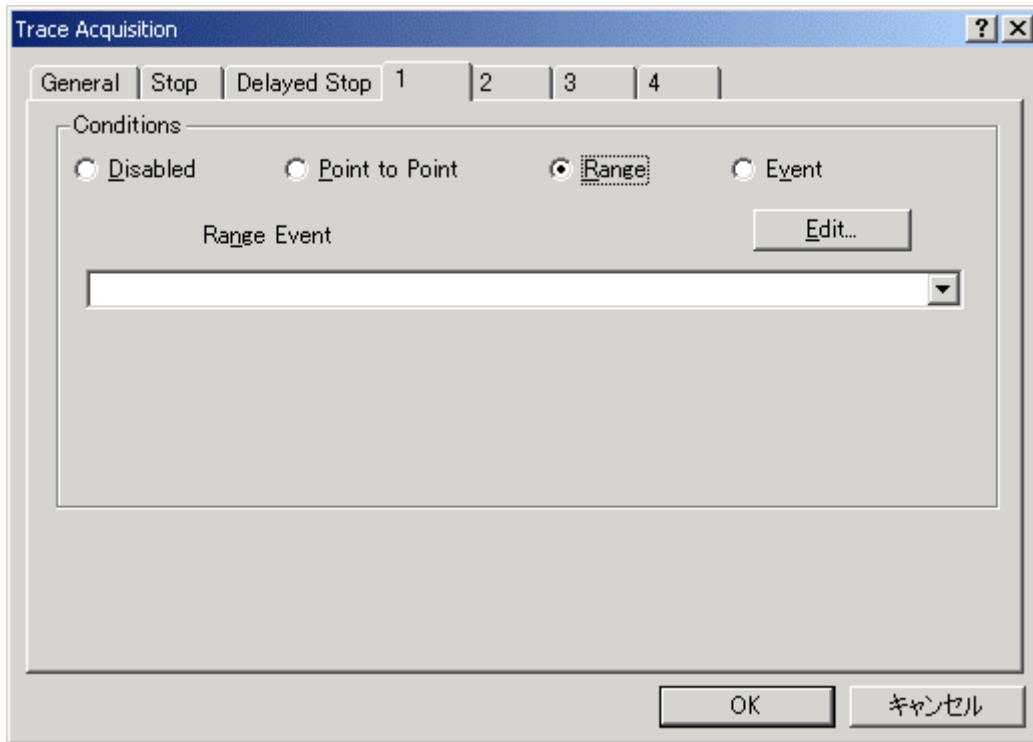 Trace Acquisition
General Stop Delayed Stop 1 2 3 4
Conditions
Disabled Point to Point Range Event
Range Event Edit...
OK キャンセル